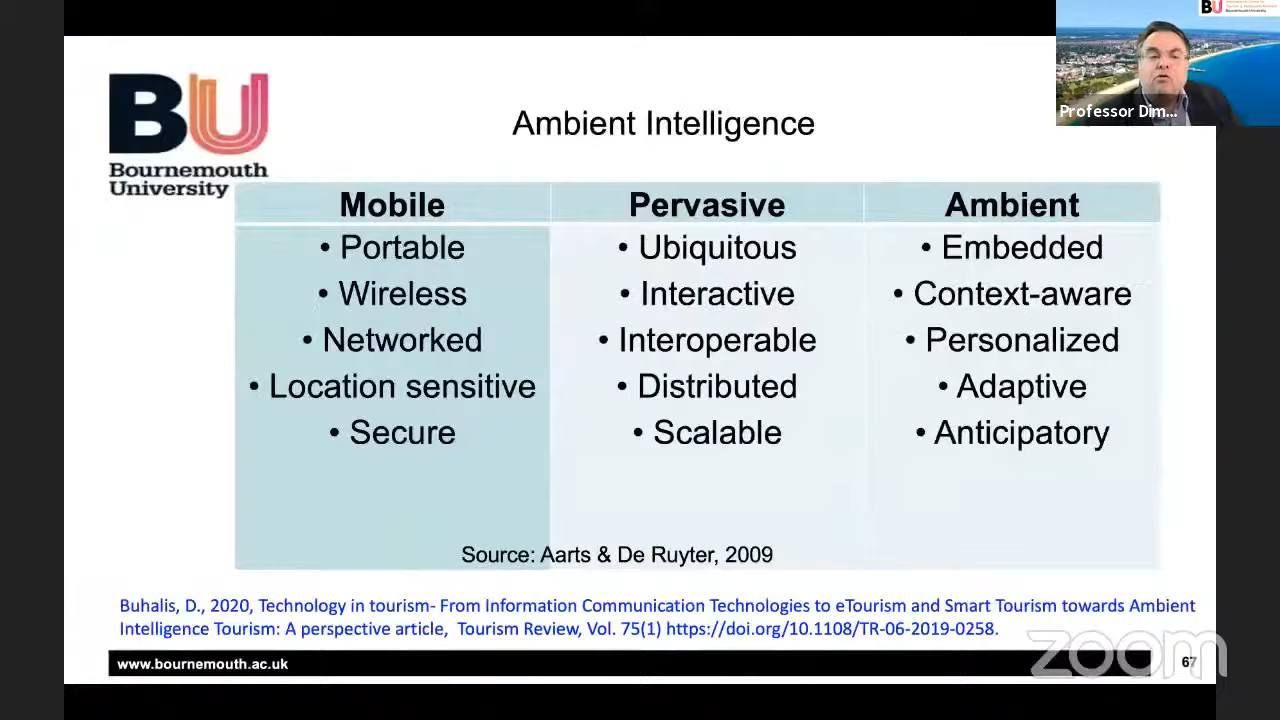 BU
Bournemouth
University
Ambient Intelligence
BU
Bournemouth University
Professor Dim...
Mobile
• Portable
• Wireless
• Networked
• Location sensitive
• Secure
Pervasive
• Ubiquitous
• Interactive
• Interoperable
• Distributed
• Scalable
Ambient
• Embedded
• Context-aware
• Personalized
• Adaptive
• Anticipatory
Source: Aarts & De Ruyter, 2009
Buhalis, D., 2020, Technology in tourism- From Information Communication Technologies to eTourism and Smart Tourism towards Ambient
Intelligence Tourism: A perspective article, Tourism Review, Vol. 75(1) https://doi.org/10.1108/TR-06-2019-0258.
www.bournemouth.ac.uk
67
zoom